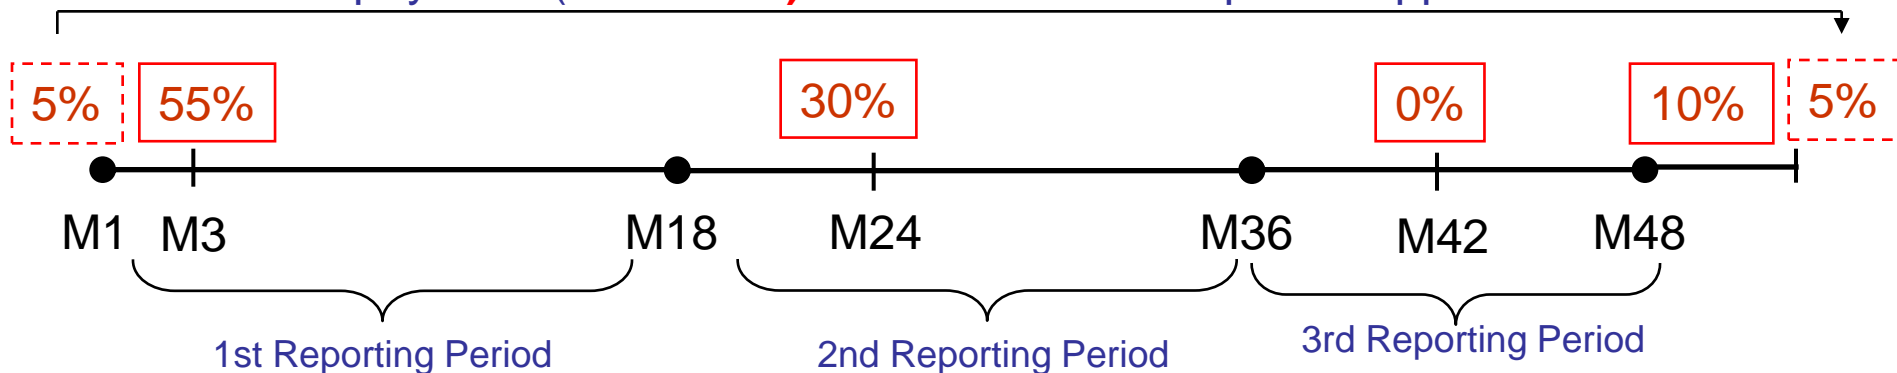 5% 55% 30% 0% 10% 5%
M1 M3 M18 M24 M36 M42 M48
1st Reporting Period 2nd Reporting Period 3rd Reporting Period